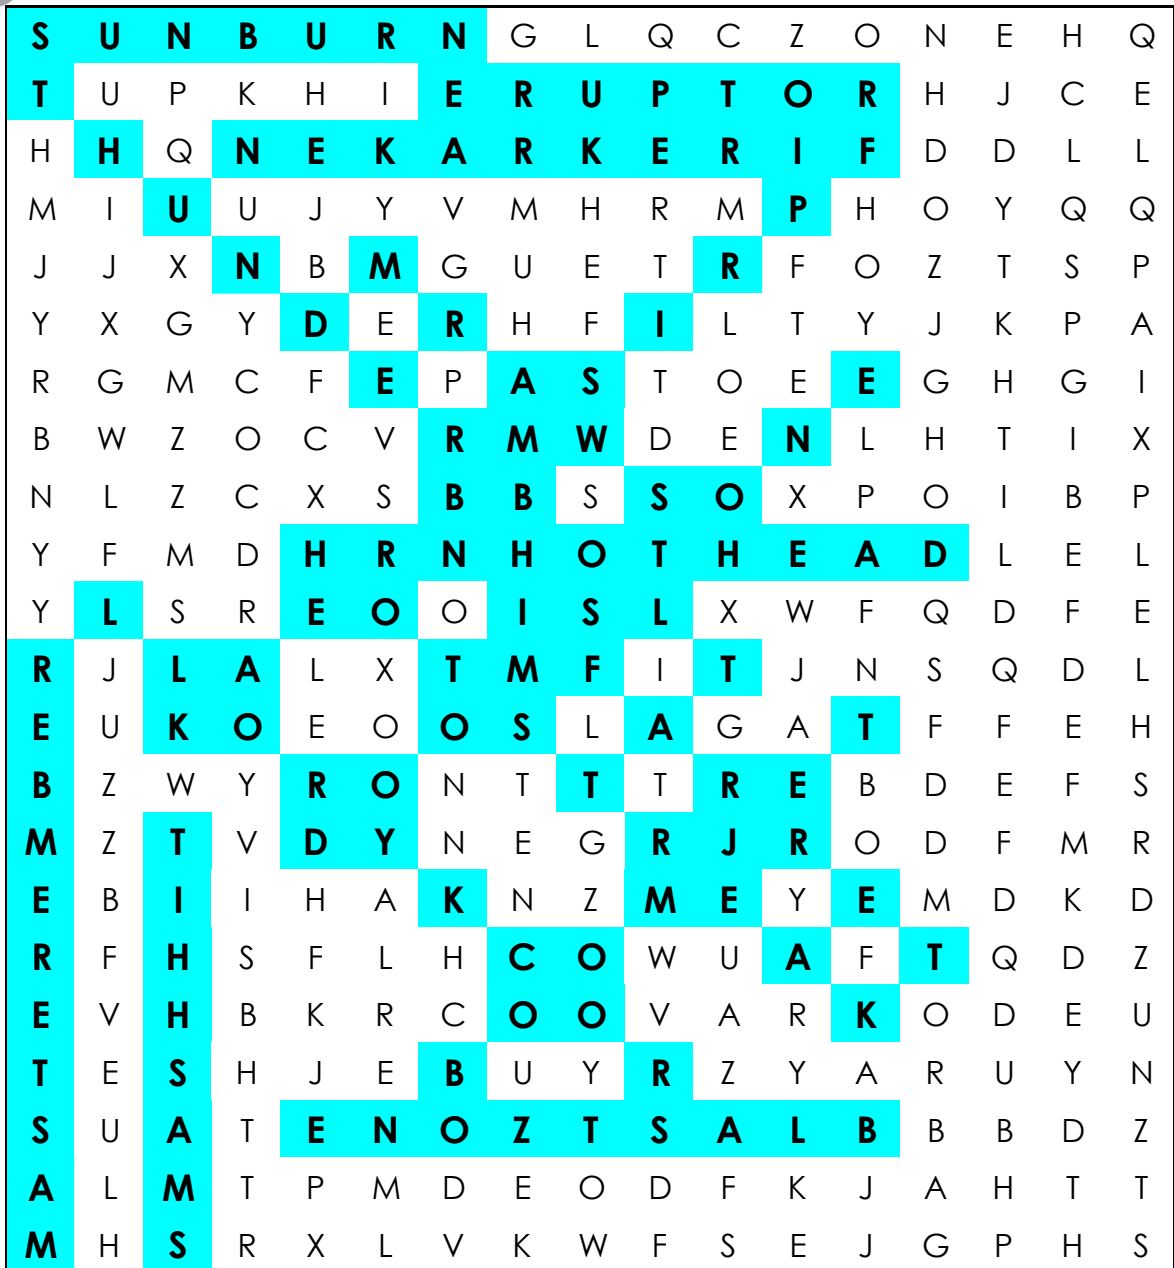 S U N B U R N G L Q C Z O N E H Q
T U P K H I E R U P T O R H J C E
H H Q N E K A R K E R I F D D L L
M I U U J Y V M H R M P H O Y Q Q
J J X N B M G U E T R F O Z T S P
Y X G Y D E R H F I L T Y J K P A
R G M C F E P A S T O E E G H G I
B W Z O C V R M W D E N L H T I X
N L Z C X S B B S S O X P O I B P
Y F M D H R N H O T H E A D L E L
Y L S R E O O I S L X W F Q D F E
R J L A L X T M F I T J N S Q D L
E U K O E O O S L A G A T F F E H
B Z W Y R O N T T T R E B D E F S
M Z T V D Y N E G R J R O D F M R
E B I I H A K N Z M E Y E M D K D
R F H S F L H C O W U A F T Q D Z
E V H B K R C O O V A R K O D E U
T E S H J E B U Y R Z Y A R U Y N
S U A T E N O Z T S A L B B B D Z
A L M T P M D E O D F K J A H T T
M H S R X L V K W F S E J G P H S